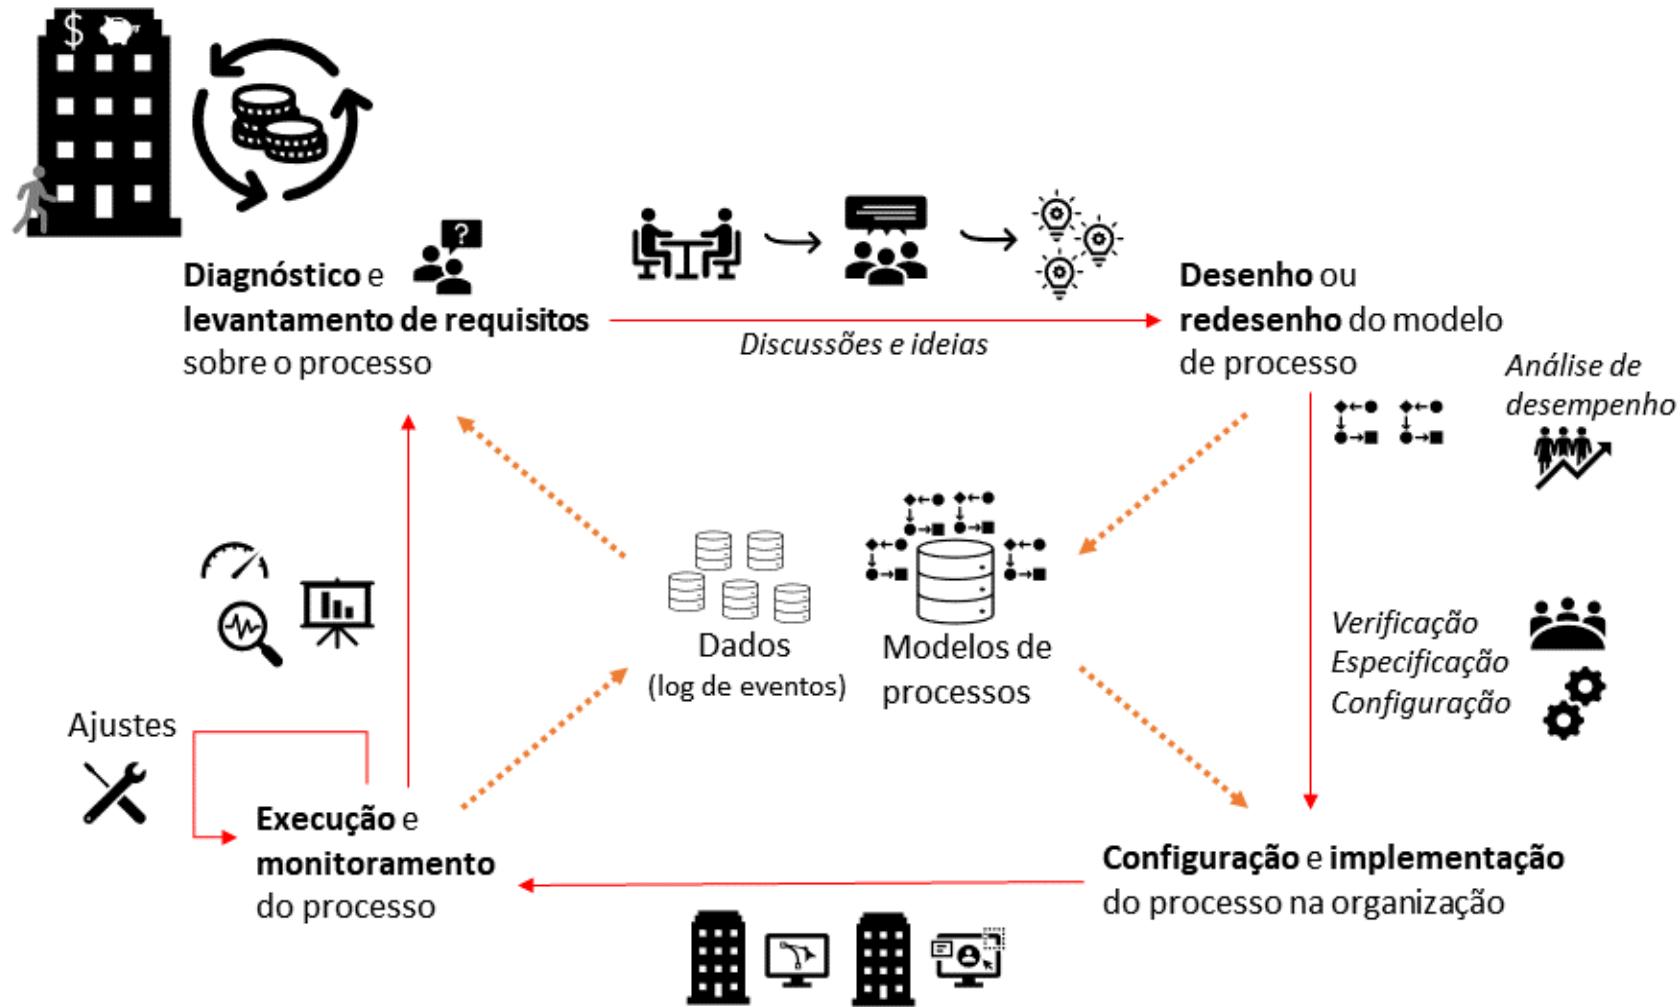 $
?
Diagnóstico e
levantamento de requisitos
sobre o processo
Discussões e ideias
Desenho ou
redesenho do modelo
de processo
Análise de
desempenho
Dados
(log de eventos)
Modelos de
processos
Verificação
Especificação
Configuração
Ajustes
Execução e
monitoramento
do processo
Configuração e implementação
do processo na organização